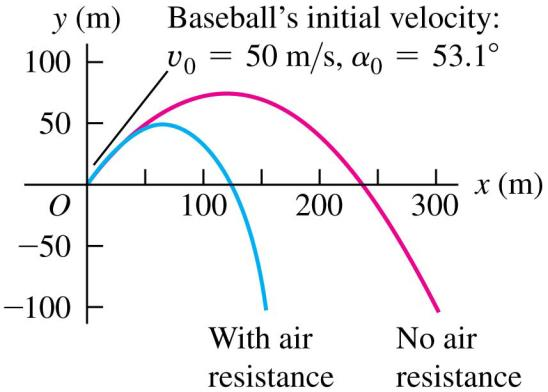 y (m)
Baseball's initial velocity:
v₀ = 50 m/s, α₀ = 53.1°
100
50
O
100
200
300
x (m)
−50
−100
With air
resistance
No air
resistance